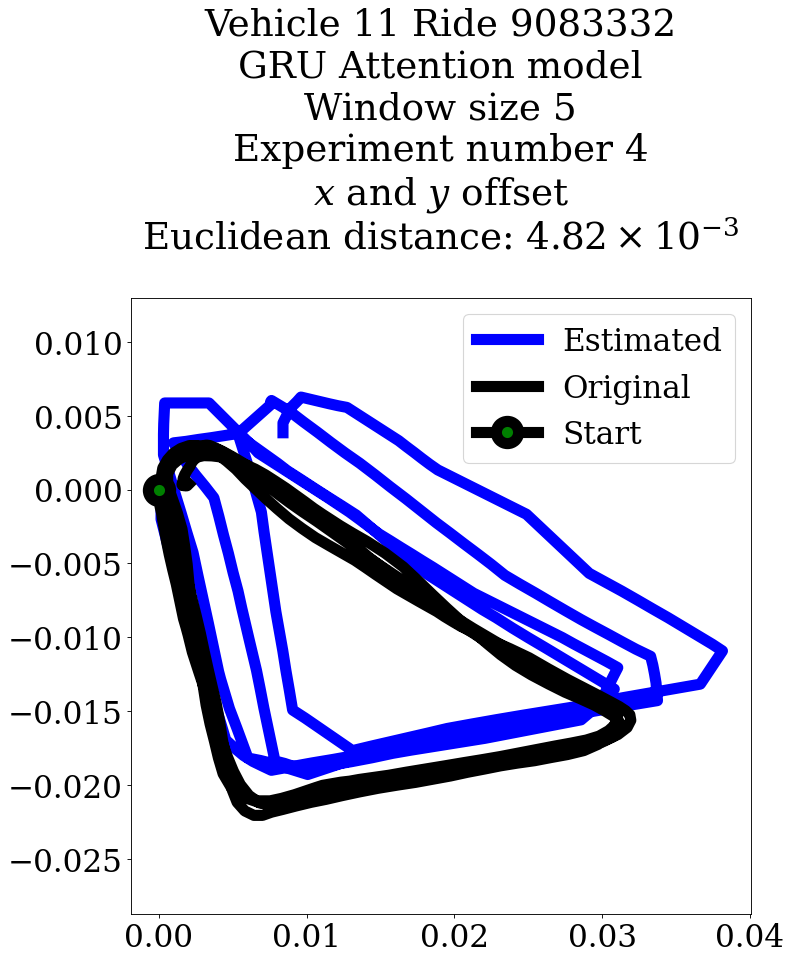 Vehicle 11 Ride 9083332
GRU Attention model
Window size 5
Experiment number 4
x and y offset
Euclidean distance: 4.82 × 10⁻³
Estimated
Original
Start
0.010
0.005
0.000
−0.005
−0.010
−0.015
−0.020
−0.025
0.00 0.01 0.02 0.03 0.04